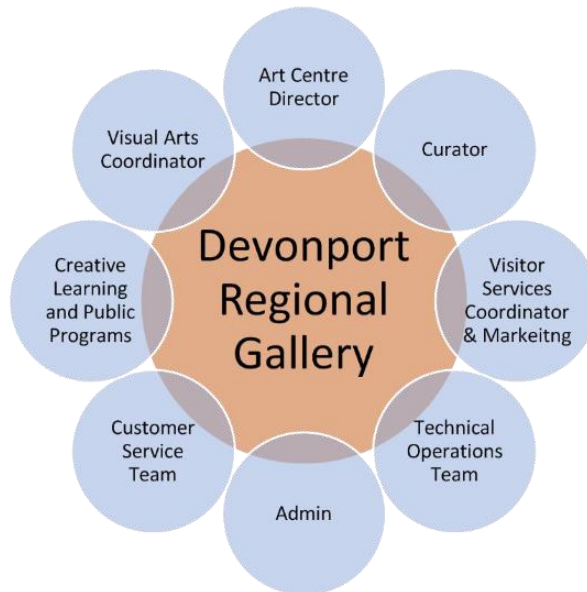 Art Centre
Director
Curator
Visitor
Services
Coordinator
& Markeitng
Technical
Operations
Team
Admin
Customer
Service
Team
Creative
Learning
and Public
Programs
Visual Arts
Coordinator
Devonport
Regional
Gallery